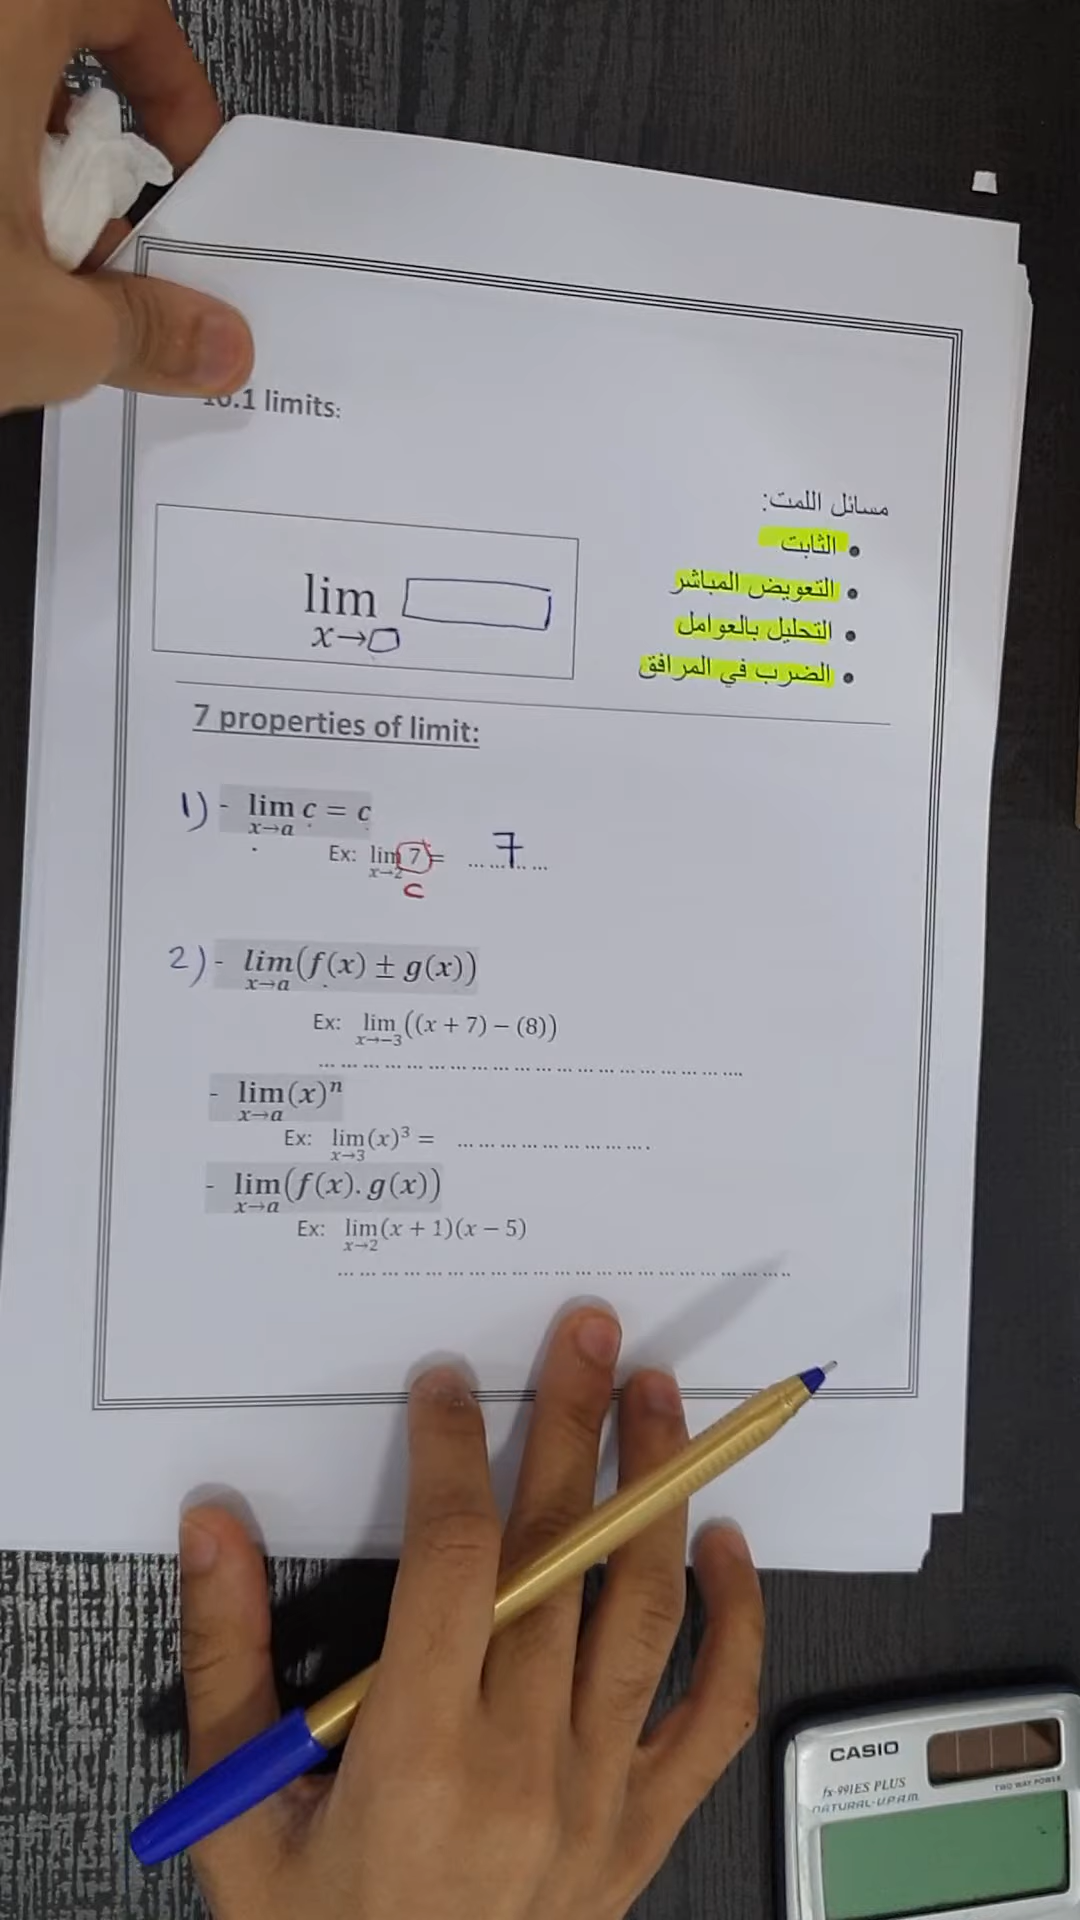 10.1 limits:
مسائل اللمت:
• الثابت
• التعويض المباشر
• التحليل بالعوامل
• الضرب في المرافق
lim
x→
7 properties of limit:
1) - lim c = c
x→a
Ex: lim 7 = ... 7 ...
x→2
c
2) - lim(f(x) ± g(x))
x→a
Ex: lim((x + 7) − (8))
x→−3
- lim(x)ⁿ
x→a
Ex: lim(x)³ = ...
x→3
- lim(f(x). g(x))
x→a
Ex: lim(x + 1)(x − 5)
x→2
CASIO
fx-991ES PLUS
TWO WAY POWER
NATURAL-V.P.A.M.